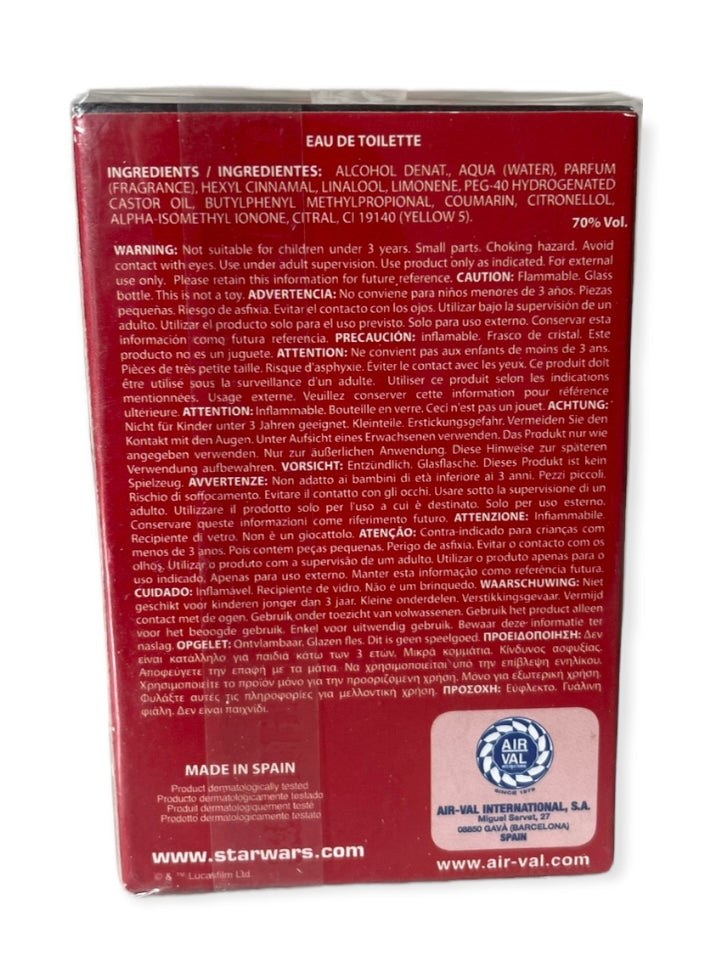 EAU DE TOILETTE
INGREDIENTS / INGREDIENTES: ALCOHOL DENAT., AQUA (WATER), PARFUM
(FRAGRANCE), HEXYL CINNAMAL, LINALOOL, LIMONENE, PEG-40 HYDROGENATED
CASTOR OIL, BUTYLPHENYL METHYLPROPIONAL, COUMARIN, CITRONELLOL,
ALPHA-ISOMETHYL IONONE, CITRAL, CI 19140 (YELLOW 5).
70% Vol.
WARNING: Not suitable for children under 3 years. Small parts. Choking hazard. Avoid
contact with eyes. Use under adult supervision. Use product only as indicated. For external
use only. Please retain this information for future reference. CAUTION: Flammable. Glass
bottle. This is not a toy. ADVERTENCIA: No conviene para niños menores de 3 años. Piezas
pequeñas. Riesgo de asfixia. Evitar el contacto con los ojos. Utilizar bajo la supervisión de un
adulto. Utilizar el producto solo para el uso previsto. Solo para uso externo. Conservar esta
información como futura referencia. PRECAUCIÓN: inflamable. Frasco de cristal. Este
producto no es un juguete. ATTENTION: Ne convient pas aux enfants de moins de 3 ans.
Pièces de très petite taille. Risque d'asphyxie. Éviter le contact avec les yeux. Ce produit doit
être utilisé sous la surveillance d'un adulte. Utiliser ce produit selon les indications
mentionnées. Usage externe. Veuillez conserver cette information pour référence
ultérieure. ATTENTION: Inflammable. Bouteille en verre. Ceci n'est pas un jouet. ACHTUNG:
Nicht für Kinder unter 3 Jahren geeignet. Kleinteile. Erstickungsgefahr. Vermeiden Sie den
Kontakt mit den Augen. Unter Aufsicht eines Erwachsenen verwenden. Das Produkt nur wie
angegeben verwenden. Nur zur äußerlichen Anwendung. Diese Hinweise zur späteren
Verwendung aufbewahren. VORSICHT: Entzündlich. Glasflasche. Dieses Produkt ist kein
Spielzeug. AVVERTENZE: Non adatto ai bambini di età inferiore ai 3 anni. Pezzi piccoli.
Rischio di soffocamento. Evitare il contatto con gli occhi. Usare sotto la supervisione di un
adulto. Utilizzare il prodotto solo per l'uso a cui è destinato. Solo per uso esterno.
Conservare queste informazioni come riferimento futuro. ATTENZIONE: Infiammabile.
Recipiente di vetro. Non è un giocattolo. ATENÇÃO: Contra-indicado para crianças com
menos de 3 anos. Pois contem peças pequenas. Perigo de asfixia. Evitar o contacto com os
olhos. Utilizar o produto com a supervisão de um adulto. Utilizar o produto apenas para o
uso indicado. Apenas para uso externo. Manter esta informação como referência futura.
CUIDADO: Inflamável. Recipiente de vidro. Não é um brinquedo. WAARSCHUWING: Niet
geschikt voor kinderen jonger dan 3 jaar. Kleine onderdelen. Verstikkingsgevaar. Vermijd
contact met de ogen. Gebruik onder toezicht van volwassenen. Gebruik het product alleen
voor het beoogde gebruik. Enkel voor uitwendig gebruik. Bewaar deze informatie ter
naslag. OPGELET: Ontvlambaar. Glazen fles. Dit is geen speelgoed. ΠΡΟΕΙΔΟΠΟΙΗΣΗ: Δεν
είναι κατάλληλο για παιδιά κάτω των 3 ετών. Μικρά κομμάτια. Κίνδυνος ασφυξίας.
Αποφεύγετε την επαφή με τα μάτια. Να χρησιμοποιείται υπό την επίβλεψη ενηλίκου.
Χρησιμοποιείτε το προϊόν μόνο για την προοριζόμενη χρήση. Μόνο για εξωτερική χρήση.
Φυλάξτε αυτές τις πληροφορίες για μελλοντική χρήση. ΠΡΟΣΟΧΗ: Εύφλεκτο. Γυάλινη
φιάλη. Δεν είναι παιχνίδι.
MADE IN SPAIN
Product dermatologically tested
Producto dermatológicamente testado
Produit dermatologiquement testé
Prodotto dermatologicamente testato
www.starwars.com
© & ™ Lucasfilm Ltd.
AIR
VAL
INTERNATIONAL
SINCE 1979
AIR-VAL INTERNATIONAL, S.A.
Miguel Servet, 27
08850 GAVÀ (BARCELONA)
SPAIN
www.air-val.com